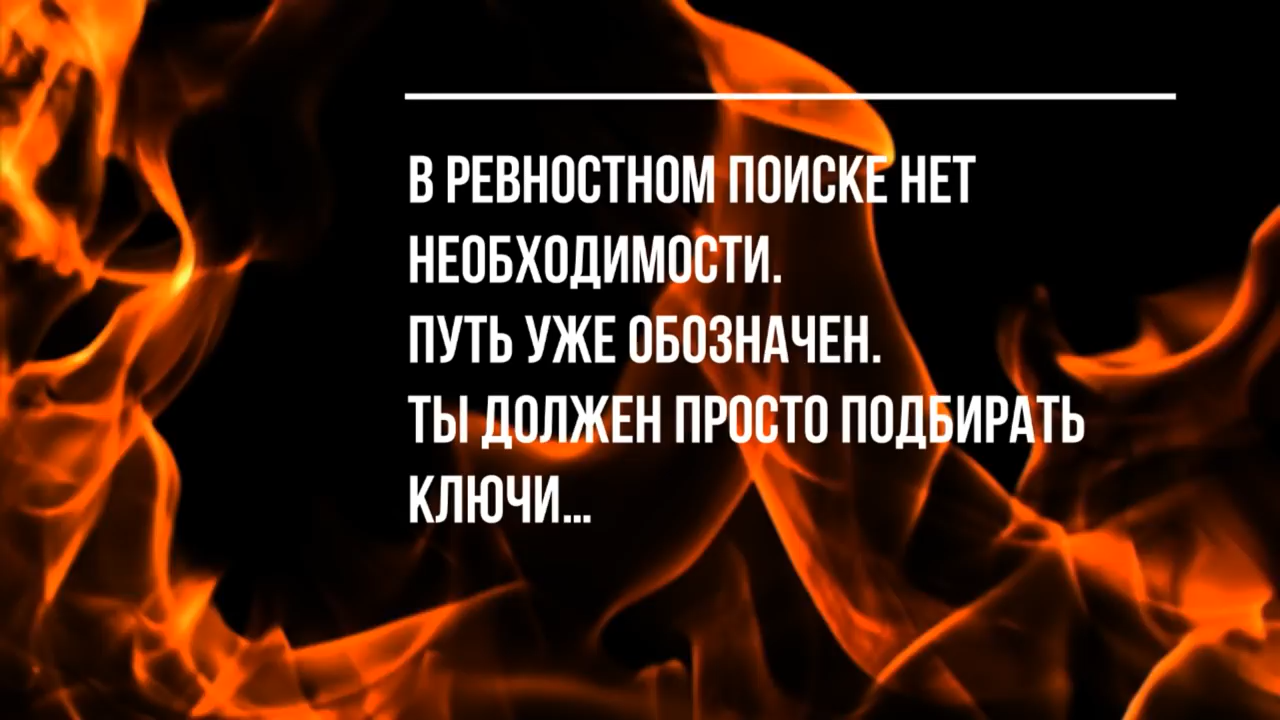 В РЕВНОСТНОМ ПОИСКЕ НЕТ
НЕОБХОДИМОСТИ.
ПУТЬ УЖЕ ОБОЗНАЧЕН.
ТЫ ДОЛЖЕН ПРОСТО ПОДБИРАТЬ
КЛЮЧИ...